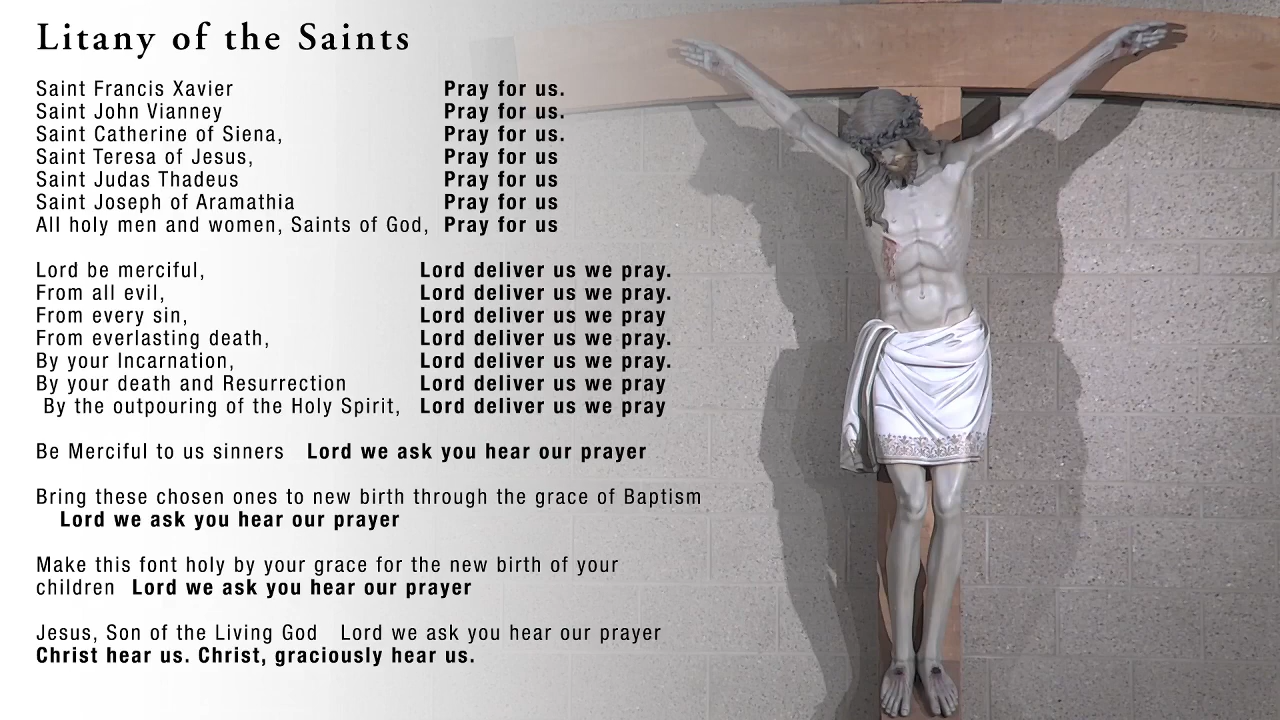 Litany of the Saints
Saint Francis Xavier Pray for us.
Saint John Vianney Pray for us.
Saint Catherine of Siena, Pray for us.
Saint Teresa of Jesus, Pray for us
Saint Judas Thadeus Pray for us
Saint Joseph of Aramathia Pray for us
All holy men and women, Saints of God, Pray for us
Lord be merciful, Lord deliver us we pray.
From all evil, Lord deliver us we pray.
From every sin, Lord deliver us we pray
From everlasting death, Lord deliver us we pray.
By your Incarnation, Lord deliver us we pray.
By your death and Resurrection Lord deliver us we pray
By the outpouring of the Holy Spirit, Lord deliver us we pray
Be Merciful to us sinners Lord we ask you hear our prayer
Bring these chosen ones to new birth through the grace of Baptism
Lord we ask you hear our prayer
Make this font holy by your grace for the new birth of your
children Lord we ask you hear our prayer
Jesus, Son of the Living God Lord we ask you hear our prayer
Christ hear us. Christ, graciously hear us.